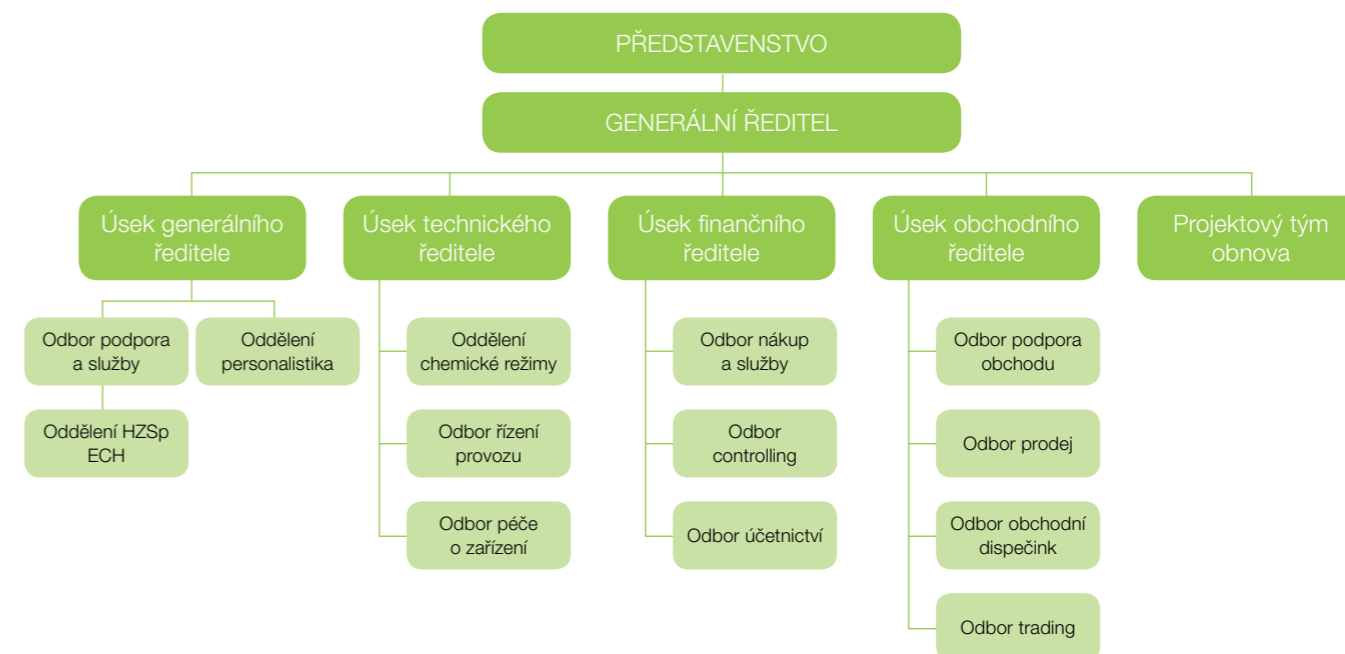 PŘEDSTAVENSTVO
GENERÁLNÍ ŘEDITEL
Úsek generálního
ředitele
Úsek technického
ředitele
Úsek finančního
ředitele
Úsek obchodního
ředitele
Projektový tým
obnova
Odbor podpora
a služby
Oddělení
personalistika
Oddělení HZSp
ECH
Oddělení
chemické režimy
Odbor řízení
provozu
Odbor péče
o zařízení
Odbor nákup
a služby
Odbor
controlling
Odbor účetnictví
Odbor podpora
obchodu
Odbor prodej
Odbor obchodní
dispečink
Odbor trading